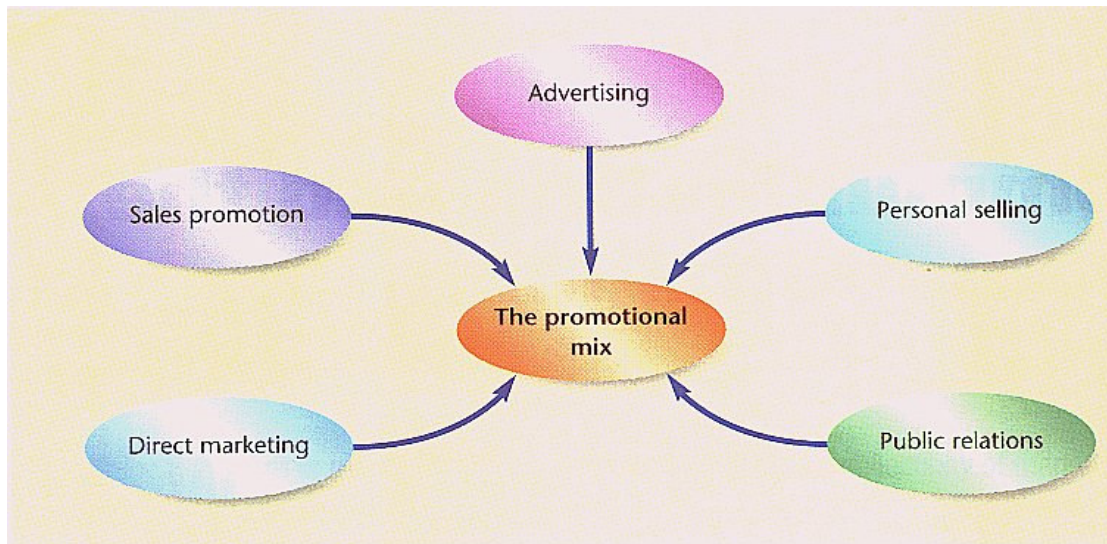 Advertising
Sales promotion
Personal selling
The promotional
mix
Direct marketing
Public relations